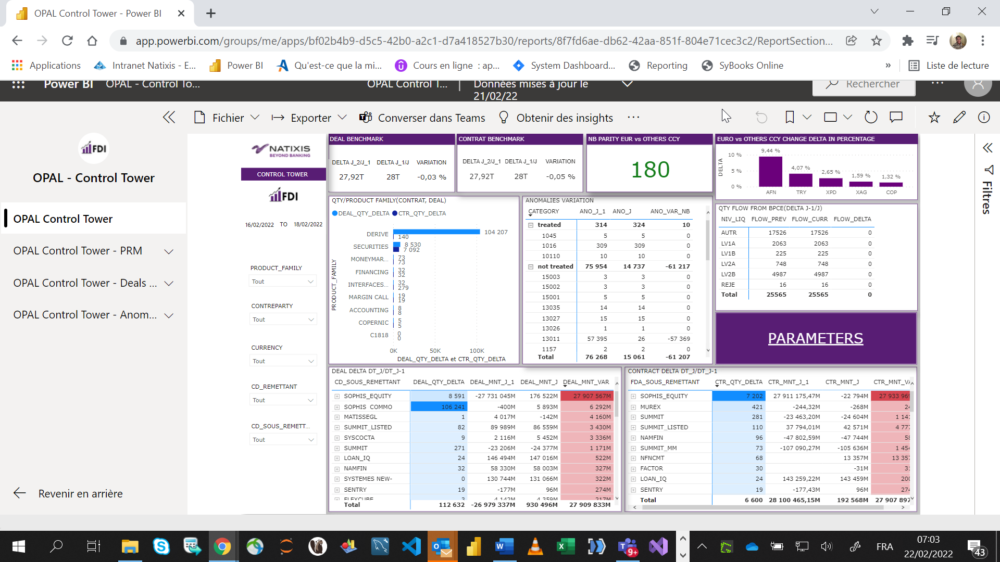 OPAL Control Tower - Power BI
app.powerbi.com/groups/me/apps/bf02b4b9-d5c5-42b0-a2c1-d7a418527b30/reports/8f7fd6ae-db62-42aa-851f-804e71cec3c2/ReportSection...
Applications Intranet Natixis - E... Power BI Qu'est-ce que la mi... Cours en ligne : ap... System Dashboard... Reporting SyBooks Online » Liste de lecture
Power BI OPAL - Control To... OPAL Control T... | Données mises à jour le Rechercher
21/02/22
Fichier Exporter Converser dans Teams Obtenir des insights ...
FDI
OPAL - Control Tower
OPAL Control Tower
OPAL Control Tower - PRM
OPAL Control Tower - Deals ...
OPAL Control Tower - Anom...
Revenir en arrière
NATIXIS
BEYOND BANKING
CONTROL TOWER
FDI
16/02/2022 TO 18/02/2022
PRODUCT_FAMILY
Tout
CONTREPARTY
Tout
CURRENCY
Tout
CD_REMETTANT
Tout
CD_SOUS_REMETT...
Tout
DEAL BENCHMARK
DELTA J_2/J_1 DELTA J_1/J VARIATION
27,92T 28T -0,03 %
CONTRAT BENCHMARK
DELTA J_2/J_1 DELTA J_1/J VARIATION
27,92T 28T -0,05 %
NB PARITY EUR vs OTHERS CCY
180
EURO vs OTHERS CCY CHANGE DELTA IN PERCENTAGE
DELTA
10 %
5 %
0 %
9,44 % 4,07 % 2,65 % 1,59 % 1,32 %
AFN TRY XPD XAG COP
QTY/PRODUCT FAMILY(CONTRAT, DEAL)
DEAL_QTY_DELTA CTR_QTY_DELTA
PRODUCT_FAMILY
DERIVE 104 207
140
SECURITIES 8 530
7 092
MONEYMAR... 73
73
FINANCING 32
32
INTERFACES... 32
279
MARGIN CALL 19
19
ACCOUNTING 8
8
COPERNIC 5
5
C1818 0
0
0K 50K 100K
DEAL_QTY_DELTA et CTR_QTY_DELTA
ANOMALIES VARIATION
CATEGORY ANO_J_1 ANO_J ANO_VAR_NB
treated 314 324 10
1045 5 5 0
1016 309 309 0
10110 10 10 0
not treated 75 954 14 737 -61 217
15003 3 3 0
15002 3 3 0
15001 5 5 0
13035 14 14 0
13027 15 15 0
13026 1 1 0
13011 57 395 26 -57 369
1157 2 2 0
Total 76 268 15 061 -61 207
QTY FLOW FROM BPCE(DELTA J-1/J)
NIV_LIQ FLOW_PREV FLOW_CURR FLOW_DELTA
AUTR 17526 17526 0
LV1A 2063 2063 0
LV1B 225 225 0
LV2A 748 748 0
LV2B 4987 4987 0
REJE 16 16 0
Total 25565 25565 0
PARAMETERS
DEAL DELTA DT_J/DT_J-1
CD_SOUS_REMETTANT DEAL_QTY_DELTA DEAL_MNT_J_1 DEAL_MNT_J DEAL_MNT_VAR
SOPHIS_EQUITY 8 591 -27 731 045M 176 522M 27 907 567M
SOPHIS COMMO 106 241 -400M 5 893M 6 292M
MATISSEGL 1 4 017M -142M 4 160M
SUMMIT_LISTED 82 89 989M 86 559M 3 430M
SYSCOCTA 9 2 116M 5 452M 3 336M
SUMMIT 271 -23 206M -24 377M 1 171M
LOAN_IQ 24 146 494M 147 016M 522M
NAMFIN 32 58 330M 58 003M 327M
SYSTEMES NEW- 0 130 744M 131 066M 322M
SENTRY 19 -177M 96M 274M
FLEXCUBE 3 4 142M 4 359M 217M
Total 112 632 -26 979 337M 930 496M 27 909 833M
CONTRACT DELTA DT_J/DT_J-1
FDA_SOUS_REMETTANT CTR_QTY_DELTA CTR_MNT_J_1 CTR_MNT_J CTR_MNT_VA
SOPHIS_EQUITY 7 202 27 911 175,47M -22 794M 27 933 969
MUREX 421 -244,32M -268M 24
SUMMIT 281 -23 463,20M -24 604M 1 141
SUMMIT_LISTED 110 37 794,01M 42 571M 4 777
NAMFIN 96 -47 802,59M -47 744M 58
SUMMIT_MM 73 -107 090,27M -105 636M 1 454
NFNCMT 68 13 357M 13 357
FACTOR 30 -31M 31
LOAN_IQ 24 143 259,22M 143 459M 200
SENTRY 19 -177,43M 96M 274
Total 6 600 28 100 465,15M 192 568M 27 907 897
Filtres
9+
FRA
07:03
22/02/2022
43